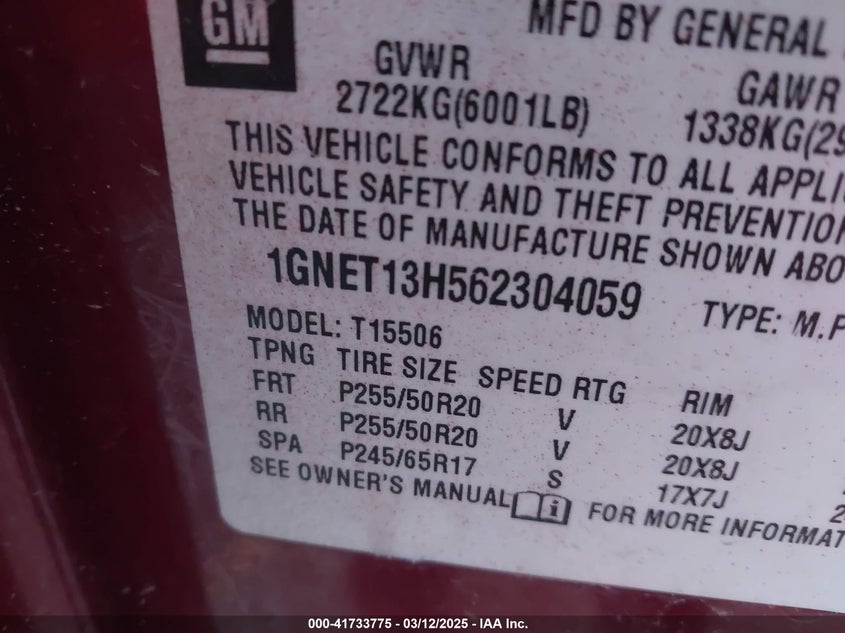 GM
MFD BY GENERAL
GVWR
GAWR
2722KG(6001LB)
1338KG(29
THIS VEHICLE CONFORMS TO ALL APPLI
VEHICLE SAFETY AND THEFT PREVENTION
THE DATE OF MANUFACTURE SHOWN ABO
1GNET13H562304059
TYPE: M.P
MODEL: T15506
TPNG TIRE SIZE SPEED RTG RIM
FRT P255/50R20 V 20X8J
RR P255/50R20 V 20X8J
SPA P245/65R17 S 17X7J
SEE OWNER'S MANUAL FOR MORE INFORMAT
000-41733775 - 03/12/2025 - IAA Inc.